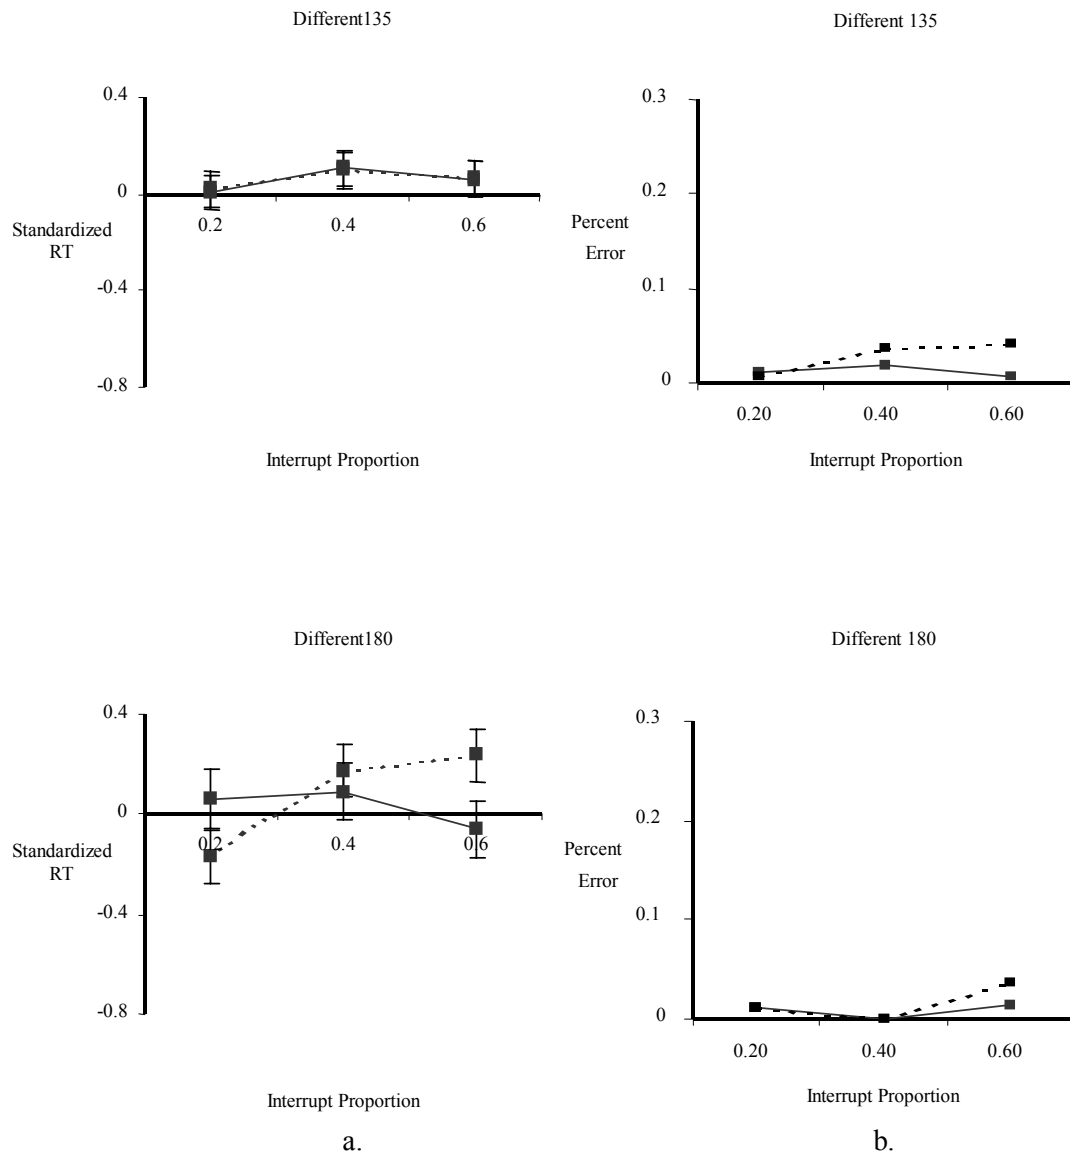 Different135
0.4
0
-0.4
-0.8
Standardized
RT
0.2 0.4 0.6
Interrupt Proportion
Different 135
0.3
0.2
0.1
0
Percent
Error
0.20 0.40 0.60
Interrupt Proportion
Different180
0.4
0
-0.4
-0.8
Standardized
RT
0.2 0.4 0.6
Interrupt Proportion
a.
Different 180
0.3
0.2
0.1
0
Percent
Error
0.20 0.40 0.60
Interrupt Proportion
b.